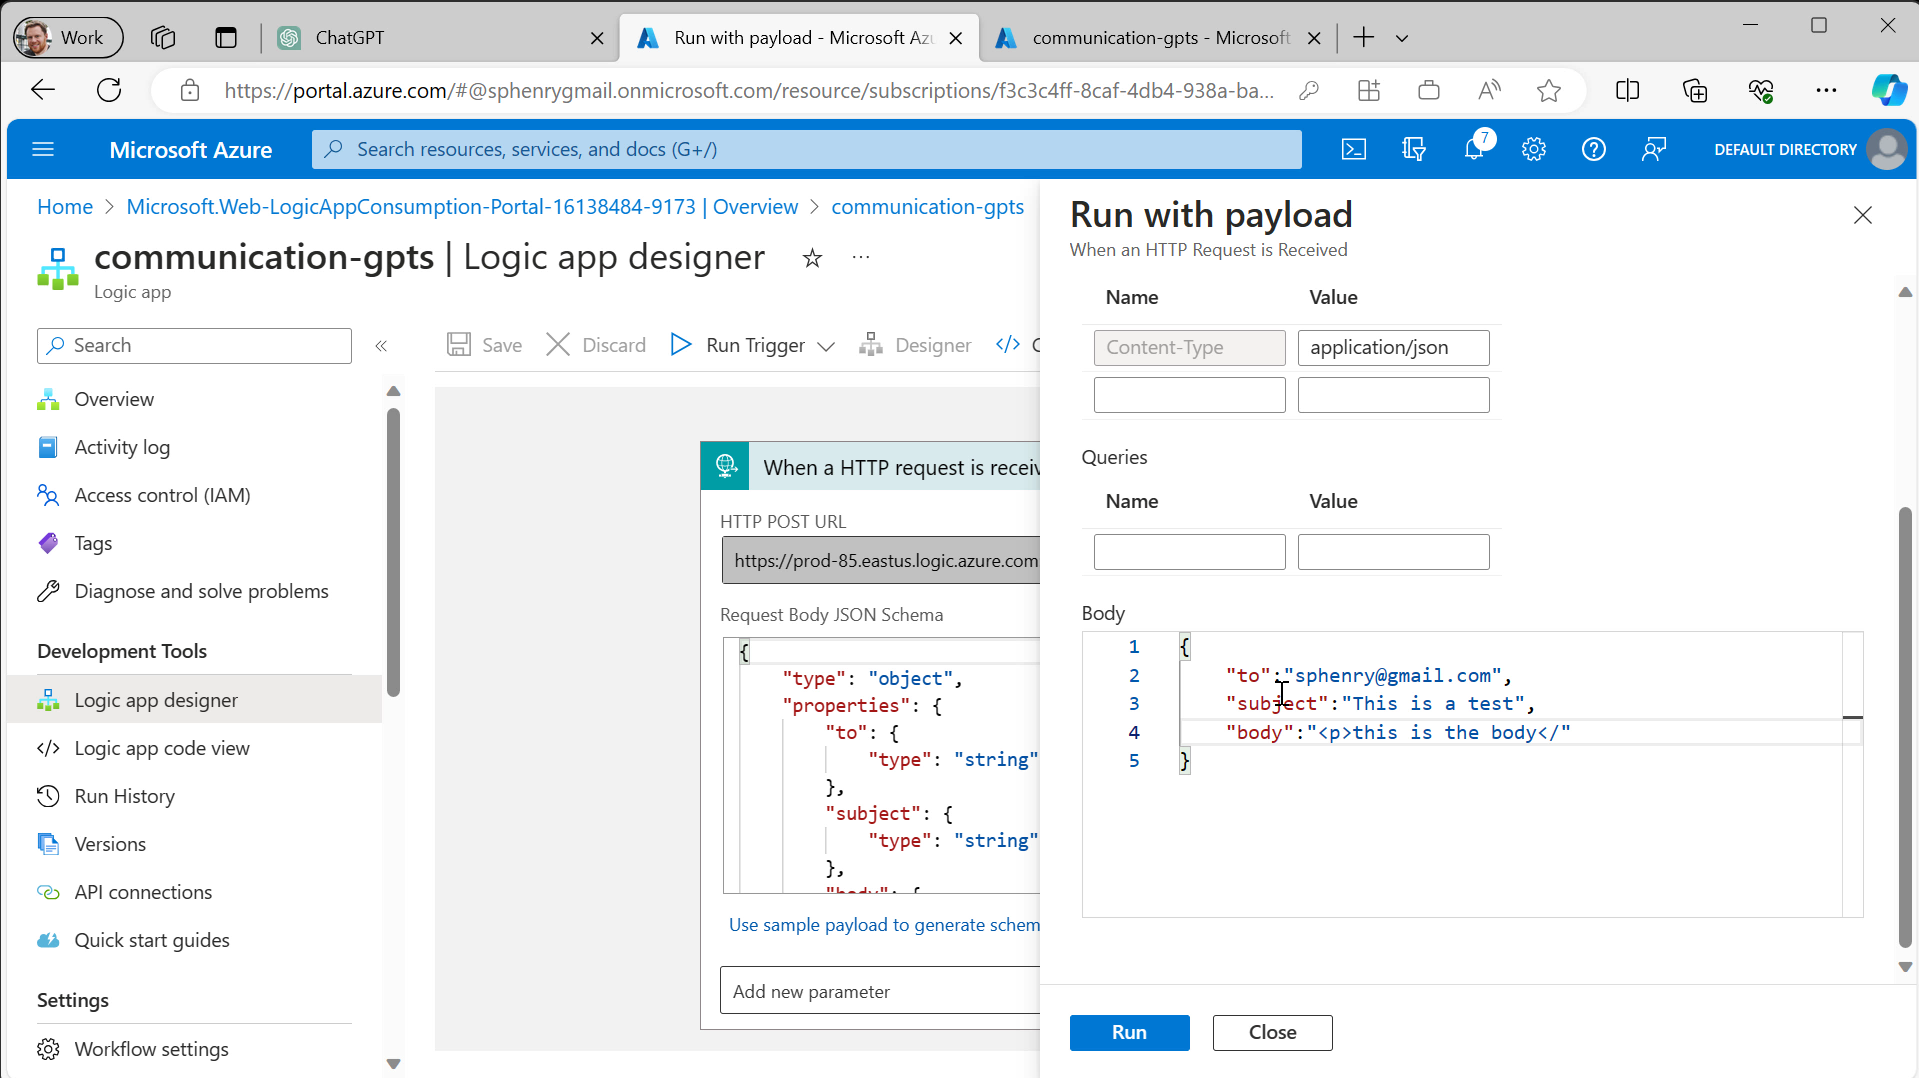 Work
ChatGPT
Run with payload - Microsoft Azu
communication-gpts - Microsoft
https://portal.azure.com/#@sphenrygmail.onmicrosoft.com/resource/subscriptions/f3c3c4ff-8caf-4db4-938a-ba...
Microsoft Azure
Search resources, services, and docs (G+/)
7
DEFAULT DIRECTORY
Home > Microsoft.Web-LogicAppConsumption-Portal-16138484-9173 | Overview > communication-gpts
communication-gpts | Logic app designer
Logic app
Search
Overview
Activity log
Access control (IAM)
Tags
Diagnose and solve problems
Development Tools
Logic app designer
Logic app code view
Run History
Versions
API connections
Quick start guides
Settings
Workflow settings
Save
Discard
Run Trigger
Designer
</> C
When a HTTP request is receiv
HTTP POST URL
https://prod-85.eastus.logic.azure.com
Request Body JSON Schema
{
"type": "object",
"properties": {
"to": {
"type": "string"
},
"subject": {
"type": "string"
},
"body": {
Use sample payload to generate schem
Add new parameter
Run with payload
When an HTTP Request is Received
Name Value
Content-Type application/json
Queries
Name Value
Body
1 {
2 "to":"sphenry@gmail.com",
3 "subject":"This is a test",
4 "body":"<p>this is the body</"
5 }
Run
Close